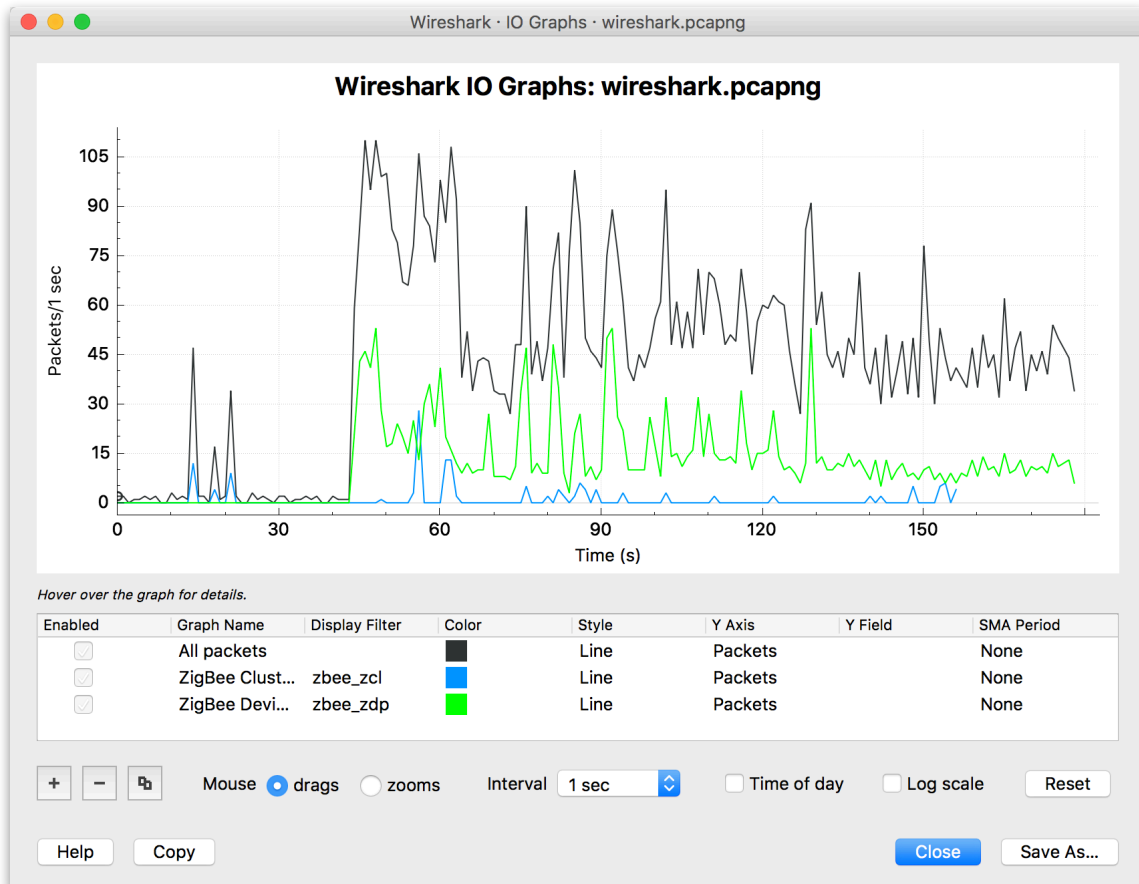 Wireshark · IO Graphs · wireshark.pcapng
Wireshark IO Graphs: wireshark.pcapng
Packets/1 sec
105
90
75
60
45
30
15
0
0 30 60 90 120 150
Time (s)
Hover over the graph for details.
Enabled Graph Name Display Filter Color Style Y Axis Y Field SMA Period
All packets Line Packets None
ZigBee Clust... zbee_zcl Line Packets None
ZigBee Devi... zbee_zdp Line Packets None
+ − Mouse drags zooms Interval 1 sec Time of day Log scale Reset
Help Copy Close Save As...